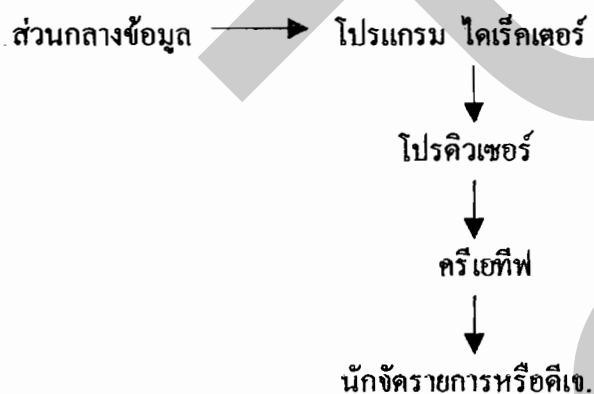 ส่วนกลางข้อมูล โปรแกรม ไดเร็คเตอร์
โปรดิวเซอร์
ครีเอทีฟ
นักจัดรายการหรือดีเจ.